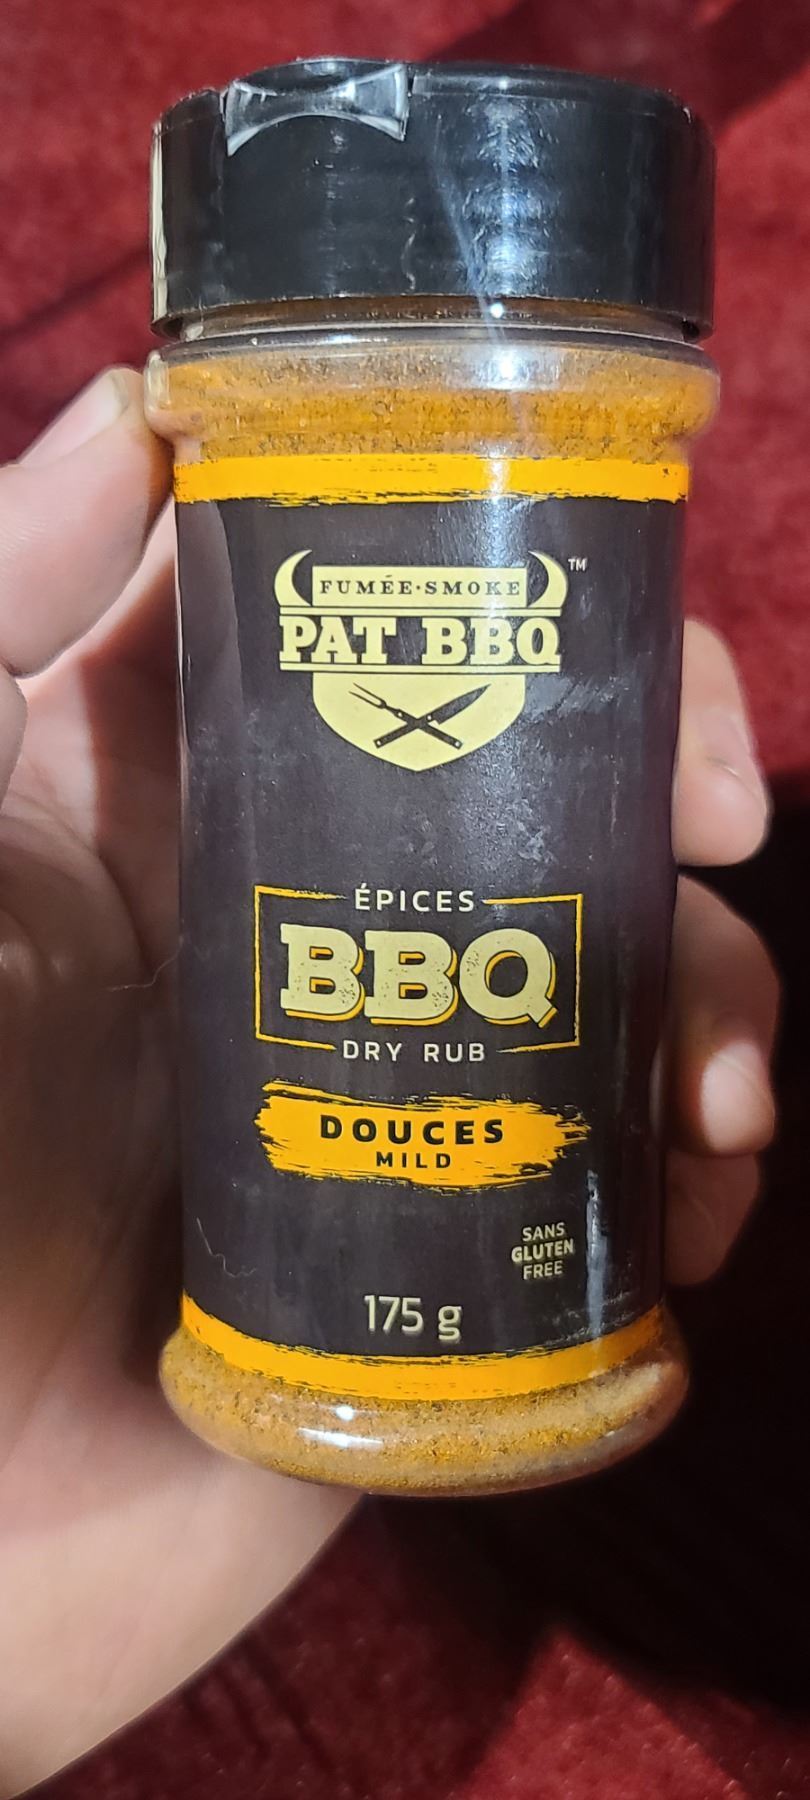 FUMÉE·SMOKE
TM
PAT BBQ
ÉPICES
BBQ
DRY RUB
DOUCES
MILD
SANS
GLUTEN
FREE
175 g